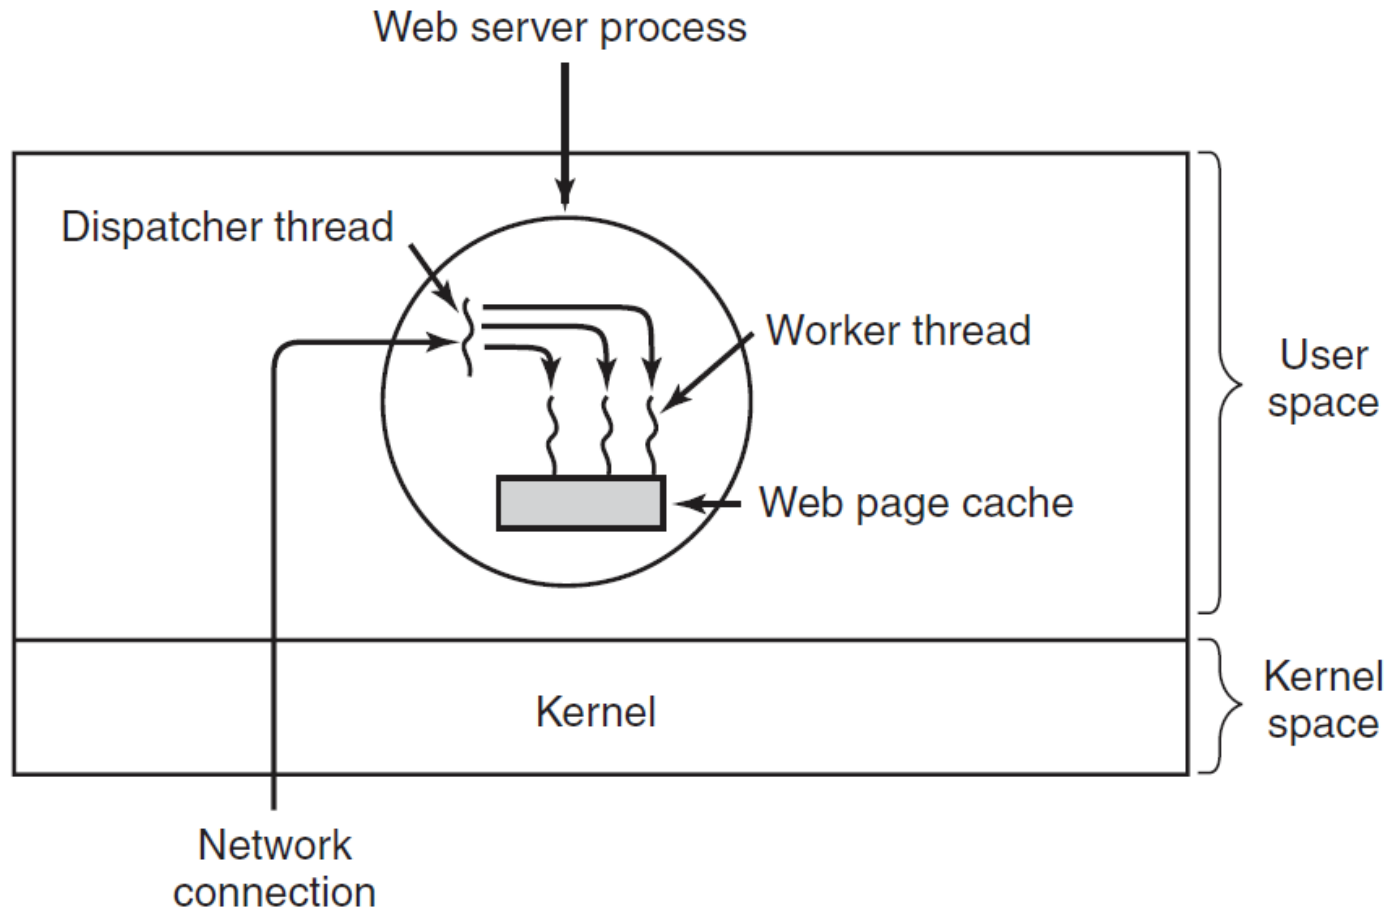 Web server process
Dispatcher thread
Worker thread
User
space
Web page cache
Kernel
Kernel
space
Network
connection